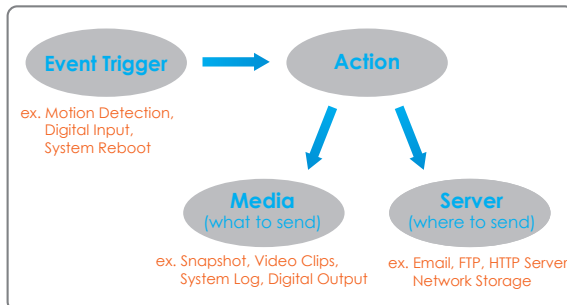 Event Trigger
Action
ex. Motion Detection,
Digital Input,
System Reboot
Media
(what to send)
Server
(where to send)
ex. Snapshot, Video Clips,
System Log, Digital Output
ex. Email, FTP, HTTP Server
Network Storage